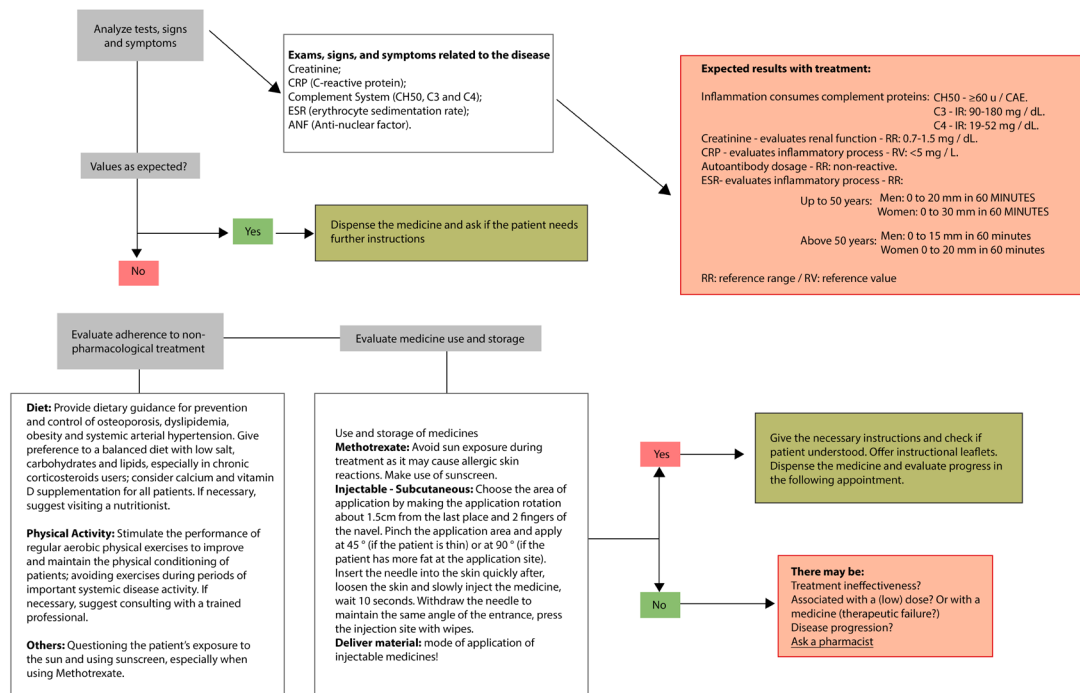 Analyze tests, signs
and symptoms
Exams, signs, and symptoms related to the disease
Creatinine;
CRP (C-reactive protein);
Complement System (CH50, C3 and C4);
ESR (erythrocyte sedimentation rate);
ANF (Anti-nuclear factor).
Expected results with treatment:
Inflammation consumes complement proteins: CH50 - ≥60 u / CAE.
C3 - IR: 90-180 mg / dL.
C4 - IR: 19-52 mg / dL.
Creatinine - evaluates renal function - RR: 0.7-1.5 mg / dL.
CRP - evaluates inflammatory process - RV: <5 mg / L.
Autoantibody dosage - RR: non-reactive.
ESR- evaluates inflammatory process - RR:
Up to 50 years: Men: 0 to 20 mm in 60 MINUTES
Women: 0 to 30 mm in 60 MINUTES
Above 50 years: Men: 0 to 15 mm in 60 minutes
Women 0 to 20 mm in 60 minutes
RR: reference range / RV: reference value
Values as expected?
Yes
Dispense the medicine and ask if the patient needs
further instructions
No
Evaluate adherence to non-
pharmacological treatment
Evaluate medicine use and storage
Diet: Provide dietary guidance for prevention
and control of osteoporosis, dyslipidemia,
obesity and systemic arterial hypertension. Give
preference to a balanced diet with low salt,
carbohydrates and lipids, especially in chronic
corticosteroids users; consider calcium and vitamin
D supplementation for all patients. If necessary,
suggest visiting a nutritionist.
Physical Activity: Stimulate the performance of
regular aerobic physical exercises to improve
and maintain the physical conditioning of
patients; avoiding exercises during periods of
important systemic disease activity. If
necessary, suggest consulting with a trained
professional.
Others: Questioning the patient's exposure to
the sun and using sunscreen, especially when
using Methotrexate.
Use and storage of medicines
Methotrexate: Avoid sun exposure during
treatment as it may cause allergic skin
reactions. Make use of sunscreen.
Injectable - Subcutaneous: Choose the area of
application by making the application rotation
about 1.5cm from the last place and 2 fingers of
the navel. Pinch the application area and apply
at 45 ° (if the patient is thin) or at 90 ° (if the
patient has more fat at the application site).
Insert the needle into the skin quickly after,
loosen the skin and slowly inject the medicine,
wait 10 seconds. Withdraw the needle to
maintain the same angle of the entrance, press
the injection site with wipes.
Deliver material: mode of application of
injectable medicines!
Yes
Give the necessary instructions and check if
patient understood. Offer instructional leaflets.
Dispense the medicine and evaluate progress in
the following appointment.
No
There may be:
Treatment ineffectiveness?
Associated with a (low) dose? Or with a
medicine (therapeutic failure?)
Disease progression?
Ask a pharmacist